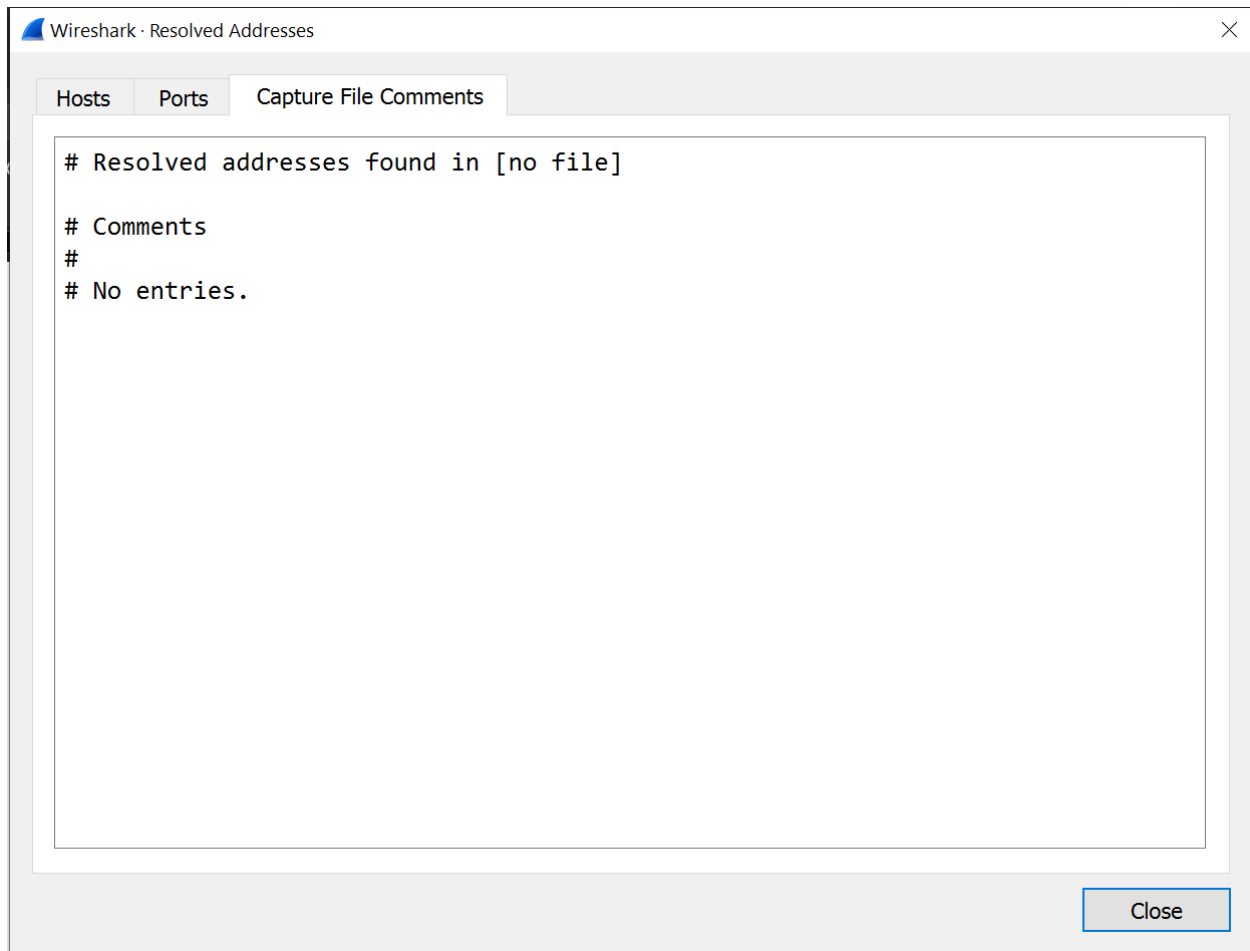 Wireshark · Resolved Addresses
Hosts Ports Capture File Comments
# Resolved addresses found in [no file]
# Comments
#
# No entries.
Close